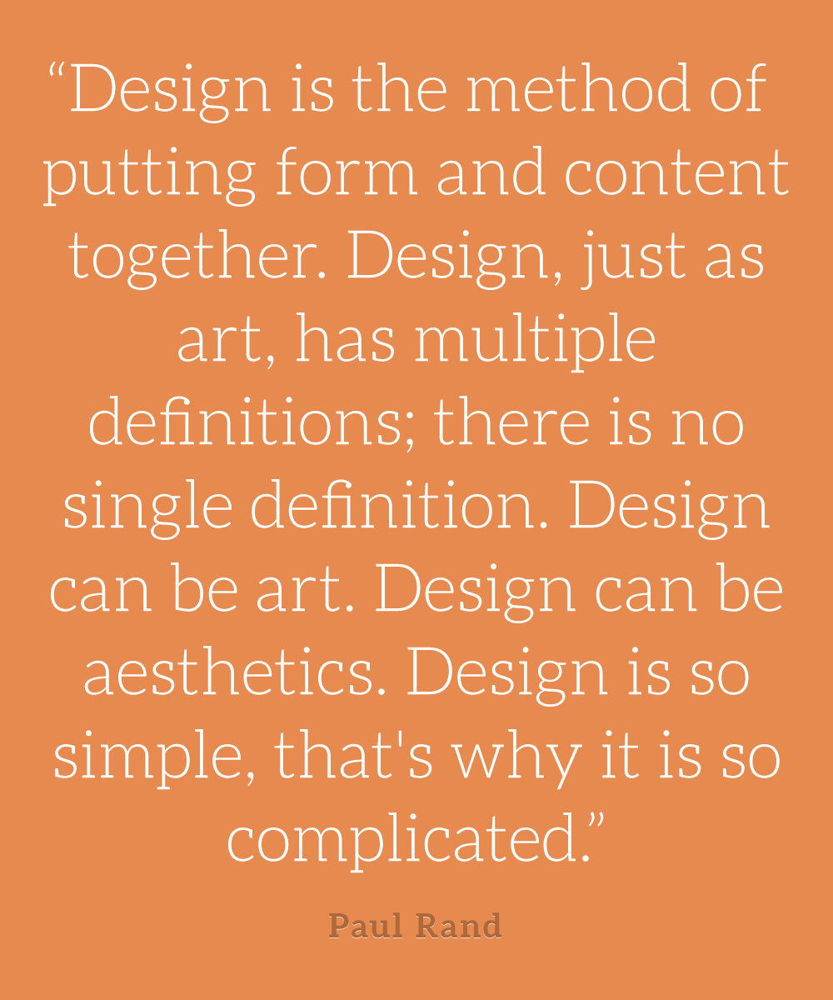 “Design is the method of
putting form and content
together. Design, just as
art, has multiple
definitions; there is no
single definition. Design
can be art. Design can be
aesthetics. Design is so
simple, that's why it is so
complicated.”
Paul Rand